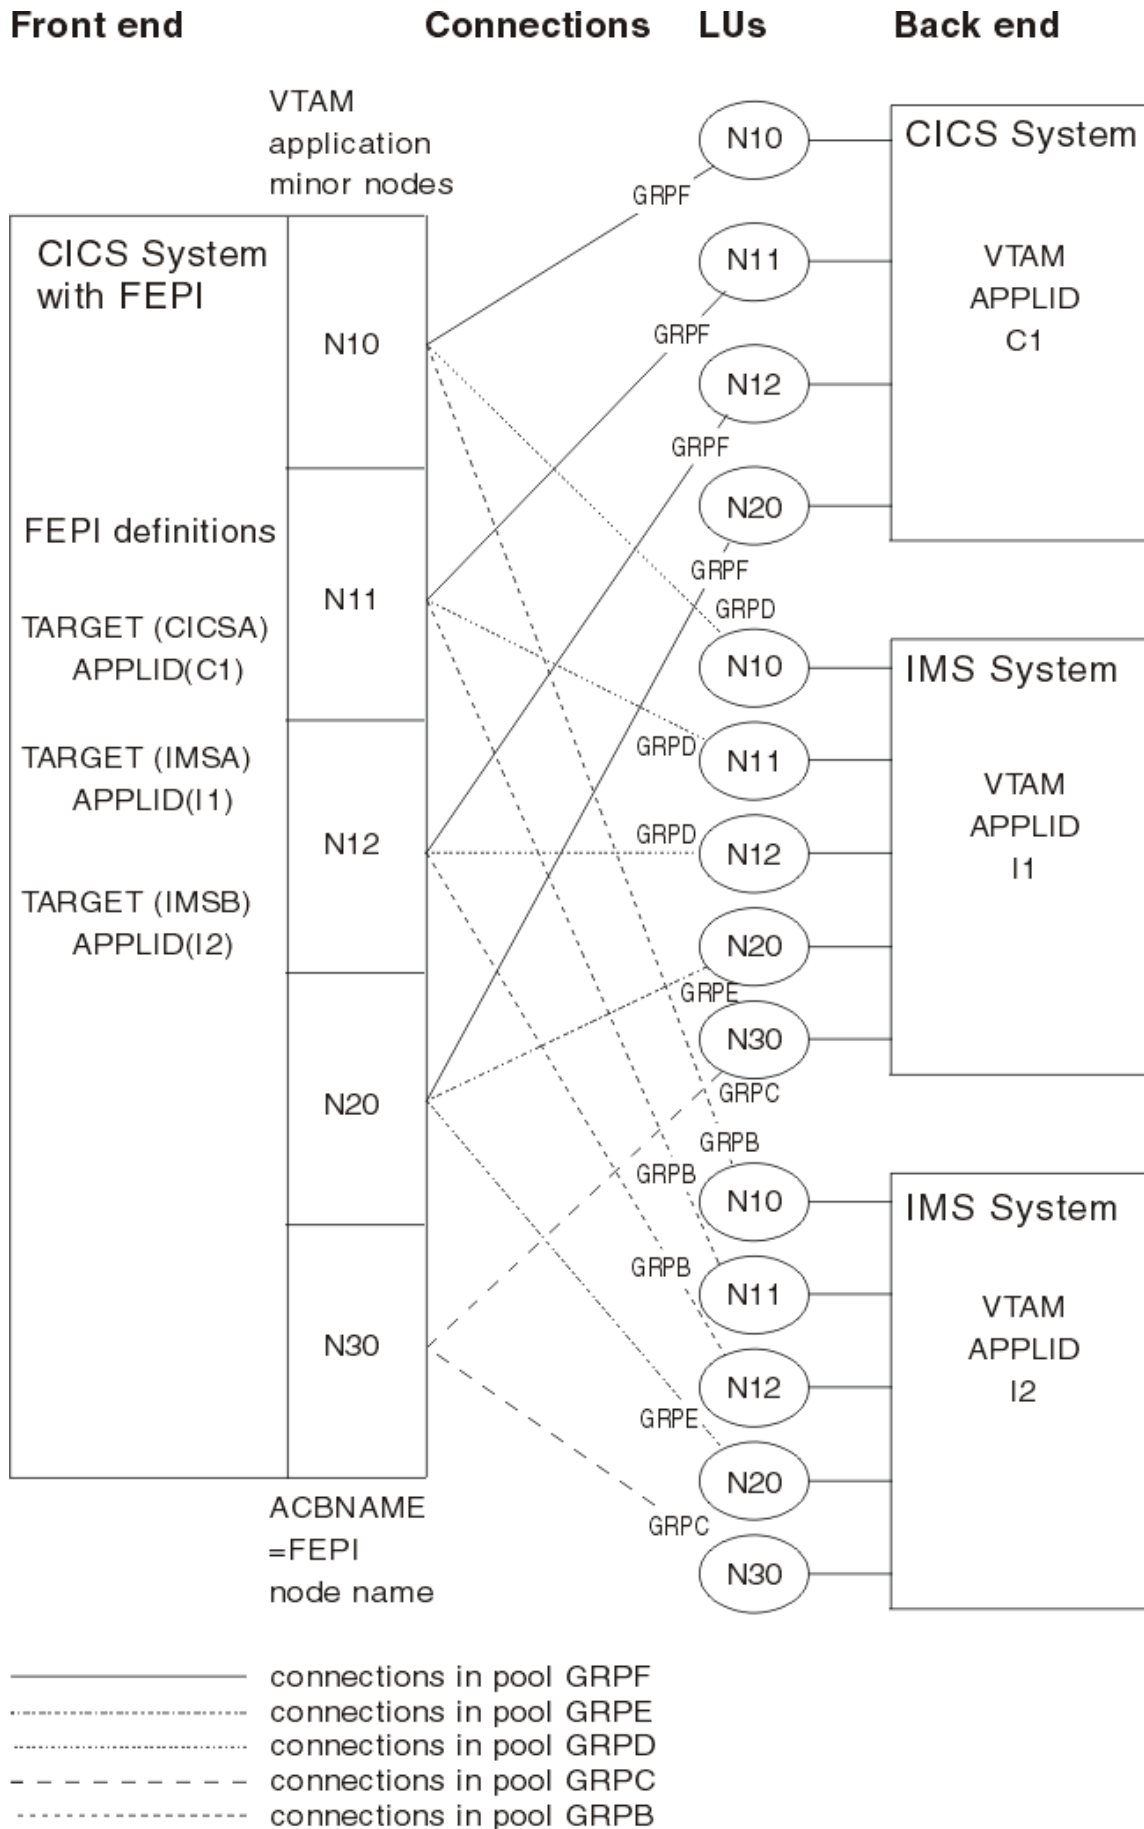 Front end
Connections
LUs
Back end
VTAM
application
minor nodes
CICS System
with FEPI
FEPI definitions
TARGET (CICSA)
APPLID(C1)
TARGET (IMSA)
APPLID(I1)
TARGET (IMSB)
APPLID(I2)
N10
N11
N12
N20
N30
ACBNAME
=FEPI
node name
GRPF
GRPF
GRPF
GRPF
GRPD
GRPD
GRPD
GRPE
GRPC
GRPB
GRPB
GRPB
GRPE
GRPC
N10
N11
N12
N20
N10
N11
N12
N20
N30
N10
N11
N12
N20
N30
CICS System
VTAM
APPLID
C1
IMS System
VTAM
APPLID
I1
IMS System
VTAM
APPLID
I2
connections in pool GRPF
connections in pool GRPE
connections in pool GRPD
connections in pool GRPC
connections in pool GRPB